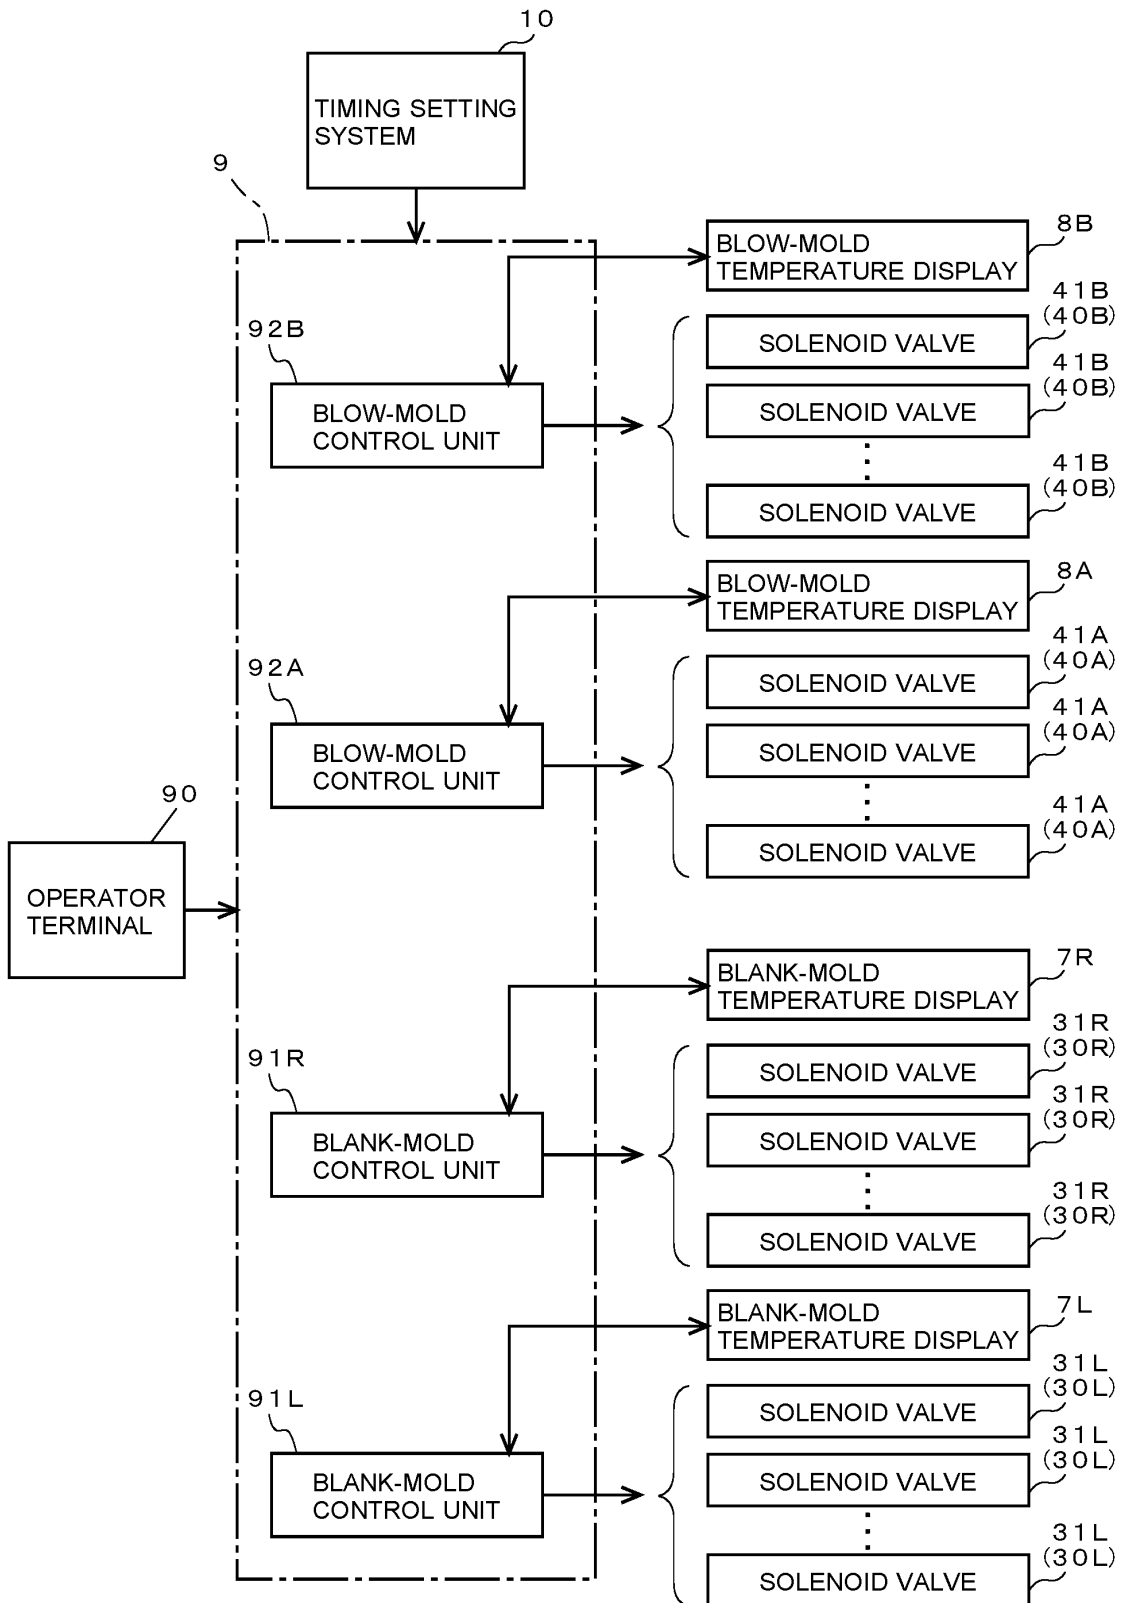 10
TIMING SETTING
SYSTEM
9
8B
BLOW-MOLD
TEMPERATURE DISPLAY
41B
(40B)
SOLENOID VALVE
92B
41B
(40B)
SOLENOID VALVE
BLOW-MOLD
CONTROL UNIT
41B
(40B)
SOLENOID VALVE
8A
BLOW-MOLD
TEMPERATURE DISPLAY
41A
(40A)
SOLENOID VALVE
92A
41A
(40A)
SOLENOID VALVE
BLOW-MOLD
CONTROL UNIT
41A
(40A)
SOLENOID VALVE
90
OPERATOR
TERMINAL
7R
BLANK-MOLD
TEMPERATURE DISPLAY
31R
(30R)
SOLENOID VALVE
91R
31R
(30R)
SOLENOID VALVE
BLANK-MOLD
CONTROL UNIT
31R
(30R)
SOLENOID VALVE
7L
BLANK-MOLD
TEMPERATURE DISPLAY
31L
(30L)
SOLENOID VALVE
91L
31L
(30L)
SOLENOID VALVE
BLANK-MOLD
CONTROL UNIT
31L
(30L)
SOLENOID VALVE